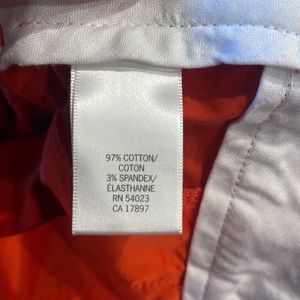 97% COTTON/
COTON
3% SPANDEX/
ÉLASTHANNE
RN 54023
CA 17897